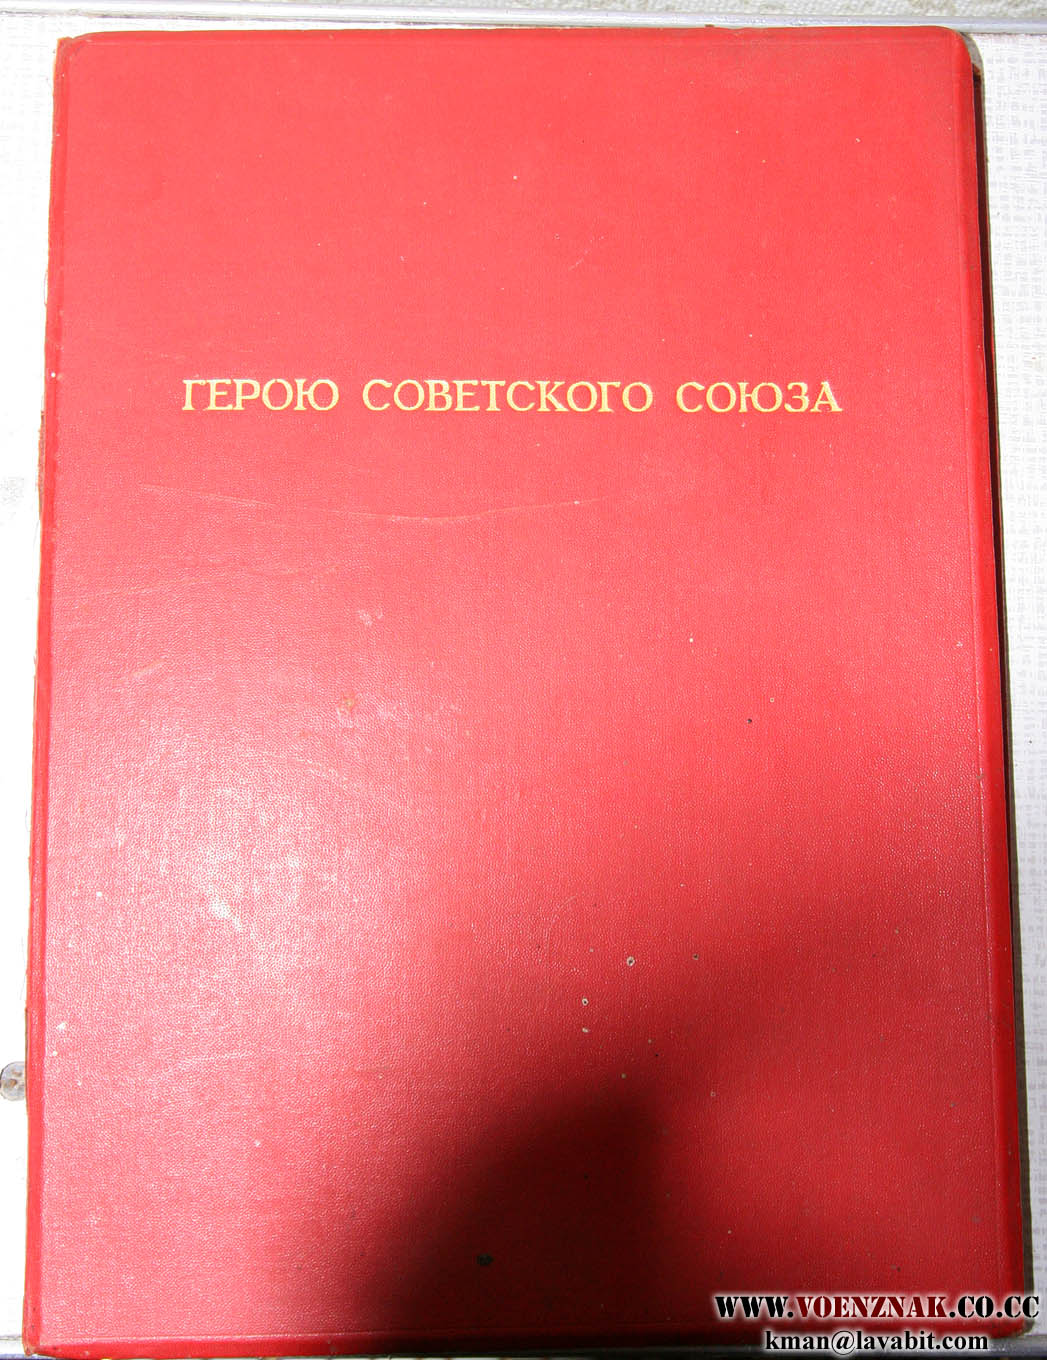 ГЕРОЮ СОВЕТСКОГО СОЮЗА
WWW.VOENZNAK.CO.CC
kman@lavabit.com